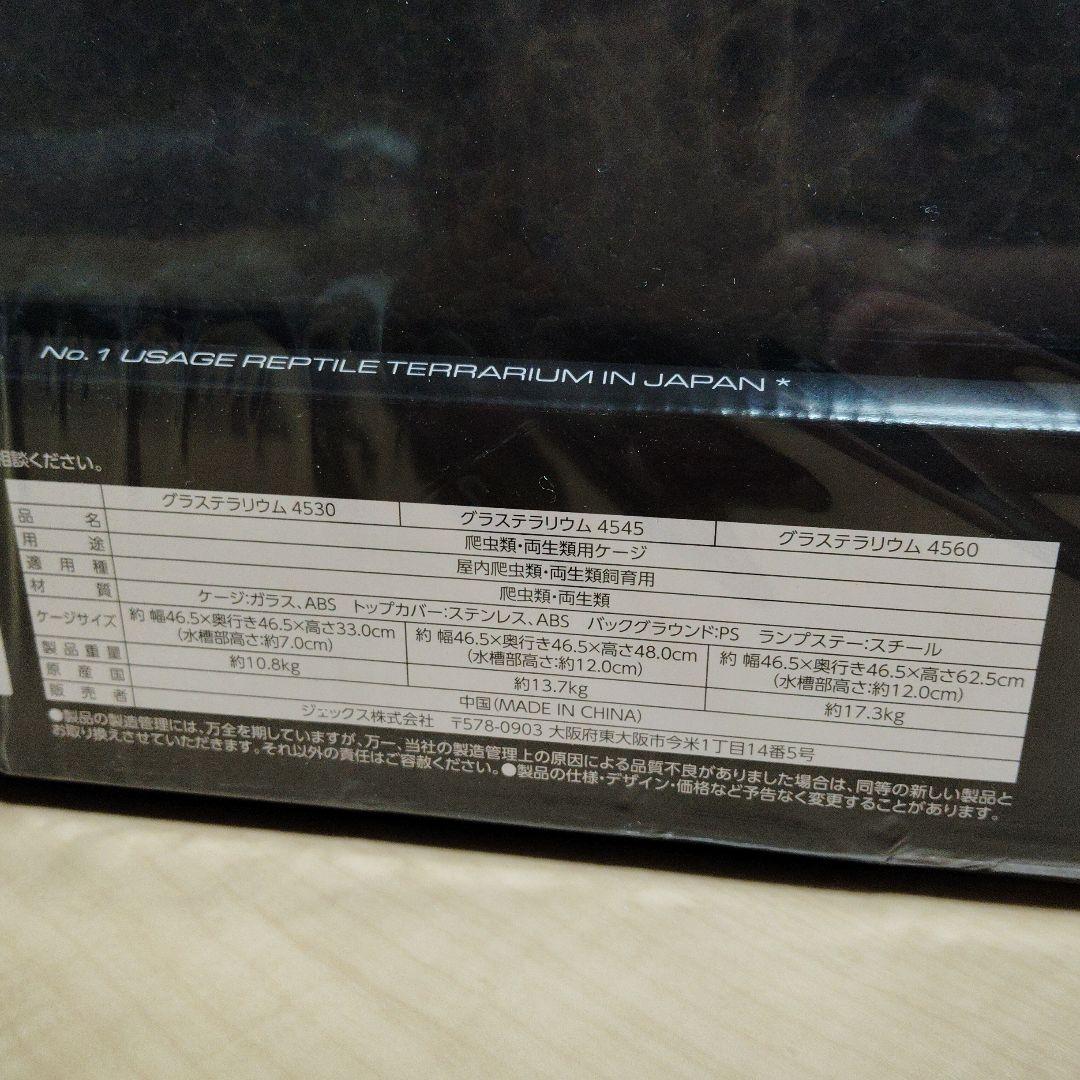 No. 1 USAGE REPTILE TERRARIUM IN JAPAN *
相談ください。
グラステラリウム 4530 グラステラリウム 4545 グラステラリウム 4560
品名 爬虫類・両生類用ケージ
用途 屋内爬虫類・両生類飼育用
適用種 爬虫類・両生類
材質 ケージ:ガラス、ABS トップカバー:ステンレス、ABS バックグラウンド:PS ランプステー:スチール
ケージサイズ 約 幅46.5×奥行き46.5×高さ33.0cm 約 幅46.5×奥行き46.5×高さ48.0cm 約 幅46.5×奥行き46.5×高さ62.5cm
(水槽部高さ:約7.0cm) (水槽部高さ:約12.0cm) (水槽部高さ:約12.0cm)
製品重量 約10.8kg 約13.7kg 約17.3kg
原産国 中国(MADE IN CHINA)
販売者 ジェックス株式会社 〒578-0903 大阪府東大阪市今米1丁目14番5号
●製品の製造管理には、万全を期していますが、万一、当社の製造管理上の原因による品質不良がありました場合は、同等の新しい製品と
お取り換えさせていただきます。それ以外の責任はご容赦ください。●製品の仕様・デザイン・価格など予告なく変更することがあります。